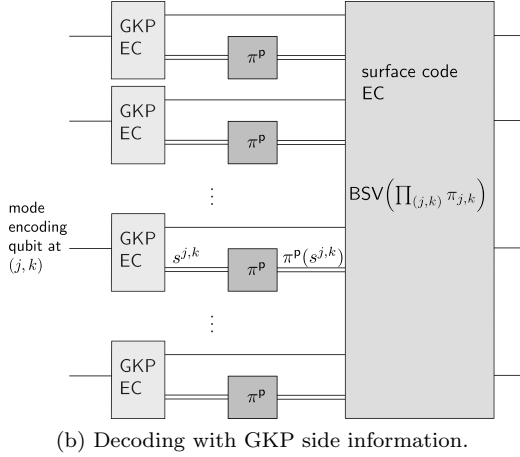 GKP
EC
π^p
surface code
EC
GKP
EC
π^p
⋮
BSV(∏_(j,k) π_{j,k})
mode
encoding
qubit at
(j, k)
GKP
EC
s^{j,k}
π^p
π^p(s^{j,k})
⋮
GKP
EC
π^p
(b) Decoding with GKP side information.